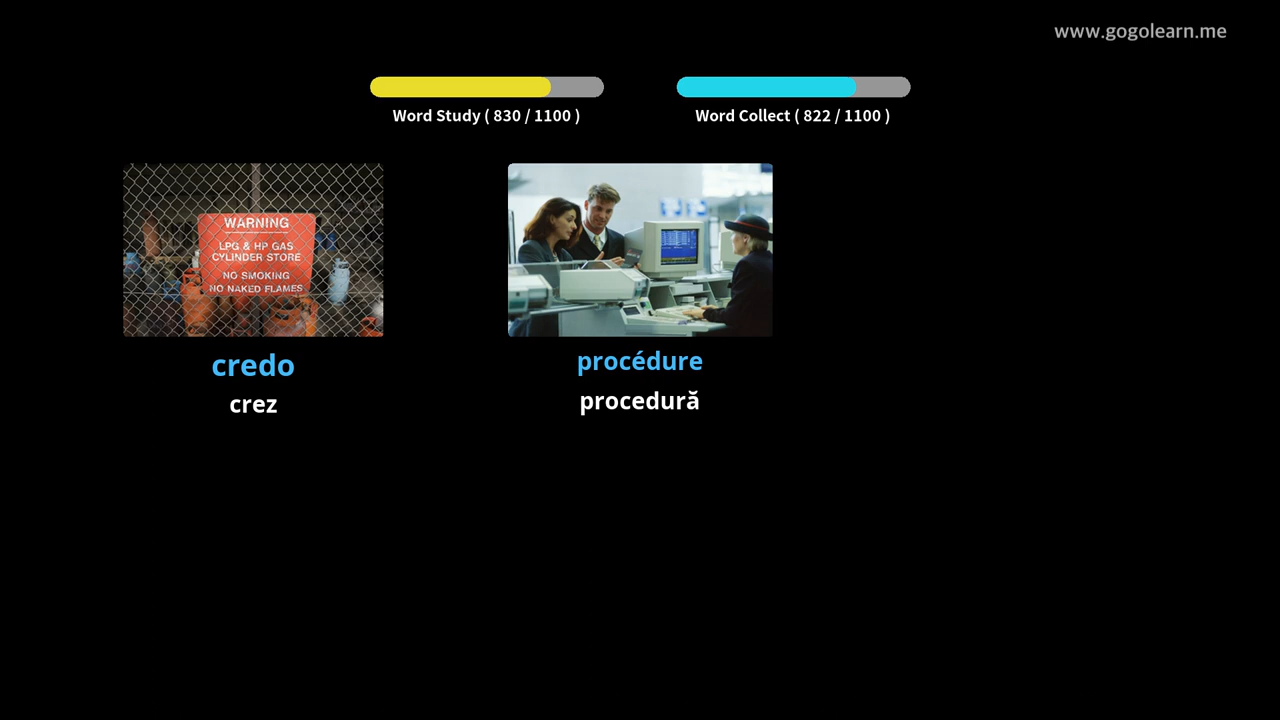 www.gogolearn.me
Word Study ( 830 / 1100 )
Word Collect ( 822 / 1100 )
WARNING
LPG & HP GAS
CYLINDER STORE
NO SMOKING
NO NAKED FLAMES
credo
crez
procédure
procedură